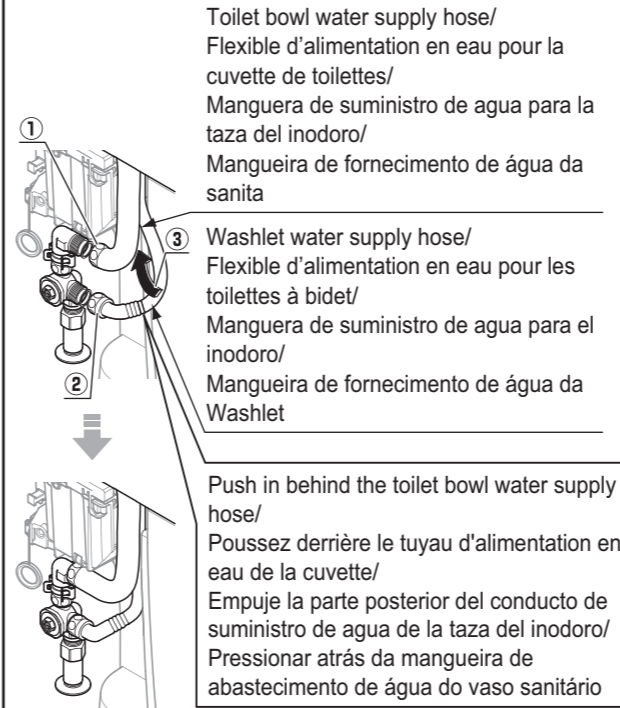 Toilet bowl water supply hose/
Flexible d’alimentation en eau pour la
cuvette de toilettes/
Manguera de suministro de agua para la
taza del inodoro/
Mangueira de fornecimento de água da
sanita
①
③
Washlet water supply hose/
Flexible d’alimentation en eau pour les
toilettes à bidet/
Manguera de suministro de agua para el
inodoro/
Mangueira de fornecimento de água da
Washlet
②
Push in behind the toilet bowl water supply
hose/
Poussez derrière le tuyau d'alimentation en
eau de la cuvette/
Empuje la parte posterior del conducto de
suministro de agua de la taza del inodoro/
Pressionar atrás da mangueira de
abastecimento de água do vaso sanitário